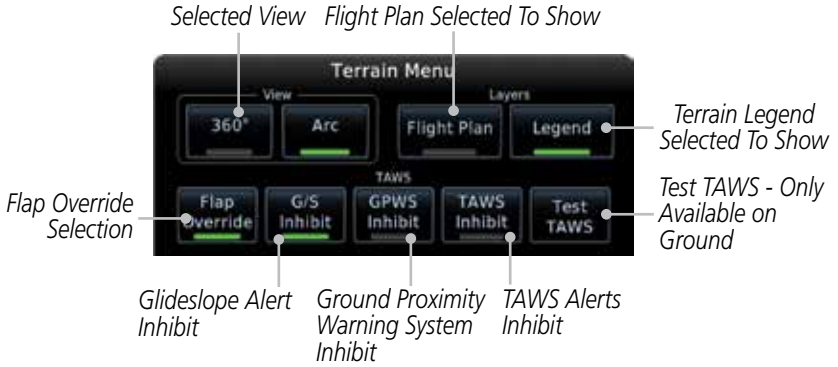 Selected View Flight Plan Selected To Show
Terrain Menu
View Layers
360° Arc Flight Plan Legend
Terrain Legend
Selected To Show
TAWS
Flap
Override
G/S
Inhibit
GPWS
Inhibit
TAWS
Inhibit
Test
TAWS
Flap Override
Selection
Test TAWS - Only
Available on
Ground
Glideslope Alert
Inhibit
Ground Proximity
Warning System
Inhibit
TAWS Alerts
Inhibit